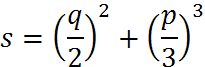 s = (q/2)² + (p/3)³